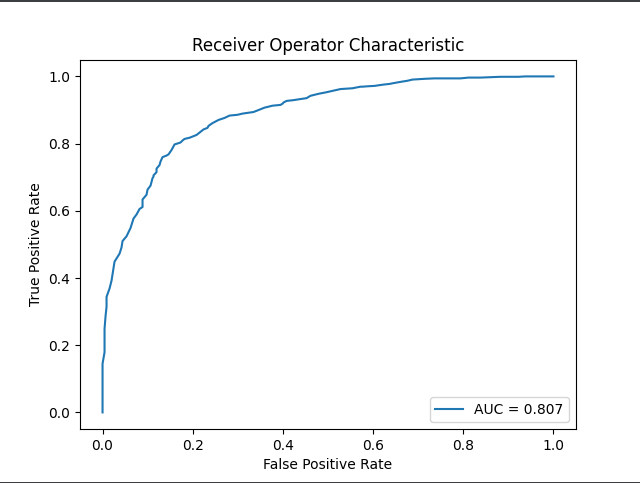 Receiver Operator Characteristic
True Positive Rate
1.0
0.8
0.6
0.4
0.2
0.0
AUC = 0.807
0.0 0.2 0.4 0.6 0.8 1.0
False Positive Rate